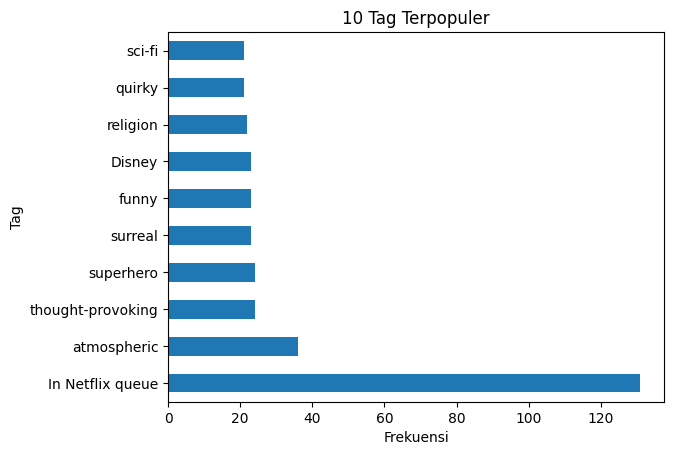 10 Tag Terpopuler
sci-fi
quirky
religion
Disney
funny
surreal
superhero
thought-provoking
atmospheric
In Netflix queue
Tag
0 20 40 60 80 100 120
Frekuensi